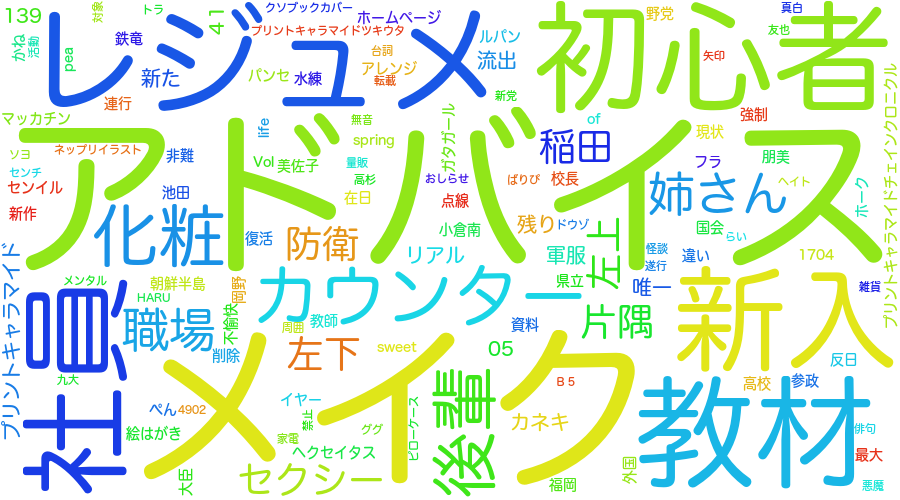 139
トラ
対象
クソブックカバー
ホームページ
野党
真白
友也
矢印
かね
活動
鉄竜
41
プリントキャラマイドツキウタ
ルパン
台詞
アレンジ
転載
流出
レジュメ
初心者
pea
新た
パンセ
水練
連行
新党
強制
マッカチン
life
無音
spring
ガタガール
of
現状
プリントキャラマイドチェインクロニクル
アドバイス
ソヨ
ネップリイラスト
非難
Vol
美佐子
量販
稲田
フラ
朋美
センチ
センイル
池田
高杉
おしらせ
ぱりぴ
校長
姉さん
ヘイト
ホーク
新作
在日
点線
化粧
復活
防衛
小倉南
残り
ドウゾ
国会
らい
リアル
軍服
左上
怪談
違い
1704
遂行
メンタル
朝鮮半島
岡野
カウンター
県立
唯一
雑貨
社員
HARU
職場
不愉快
教師
周囲
資料
片隅
新入
プリントキャラマイド
削除
左下
sweet
05
反日
九大
メイク
後輩
B5
高校
参政
教材
ぺん
4902
イヤー
禁止
ピローケース
カネキ
俳句
絵はがき
家電
ググ
ヘクセイタス
最大
大臣
セクシー
福岡
外国
悪魔